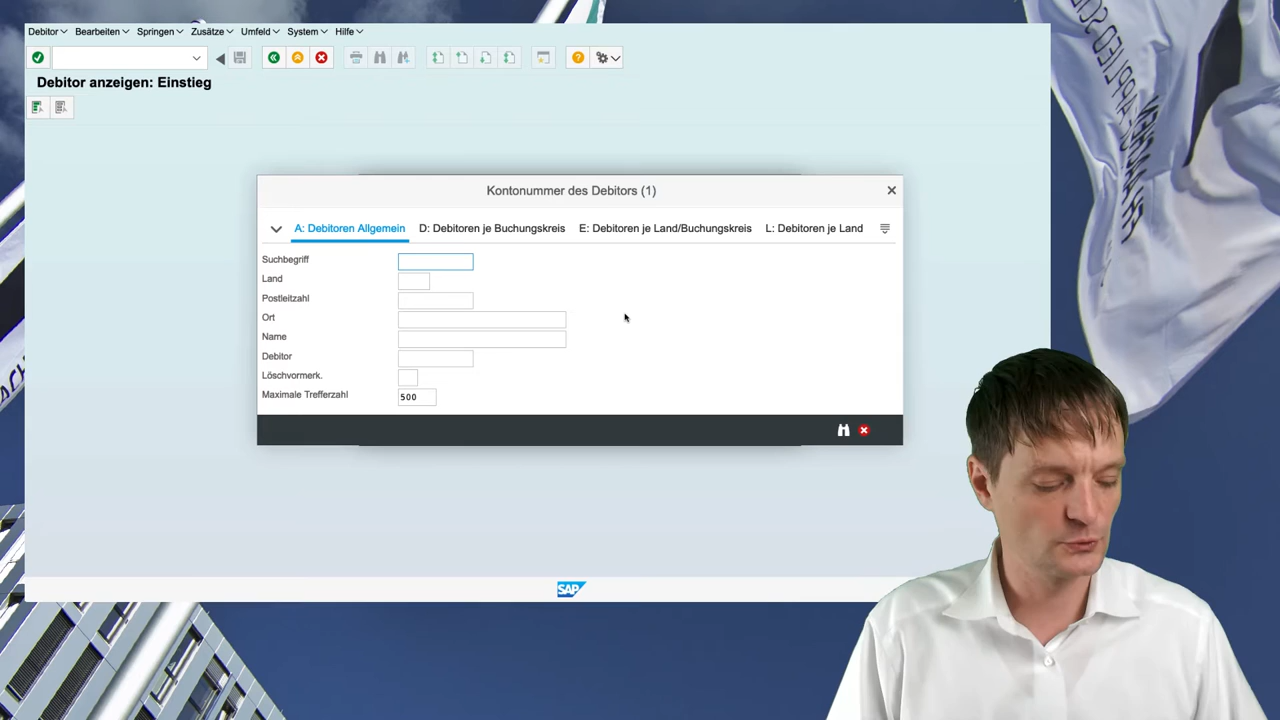 Debitor Bearbeiten Springen Zusätze Umfeld System Hilfe
Debitor anzeigen: Einstieg
Kontonummer des Debitors (1)
A: Debitoren Allgemein D: Debitoren je Buchungskreis E: Debitoren je Land/Buchungskreis L: Debitoren je Land
Suchbegriff
Land
Postleitzahl
Ort
Name
Debitor
Löschvormerk.
Maximale Trefferzahl 500
SAP